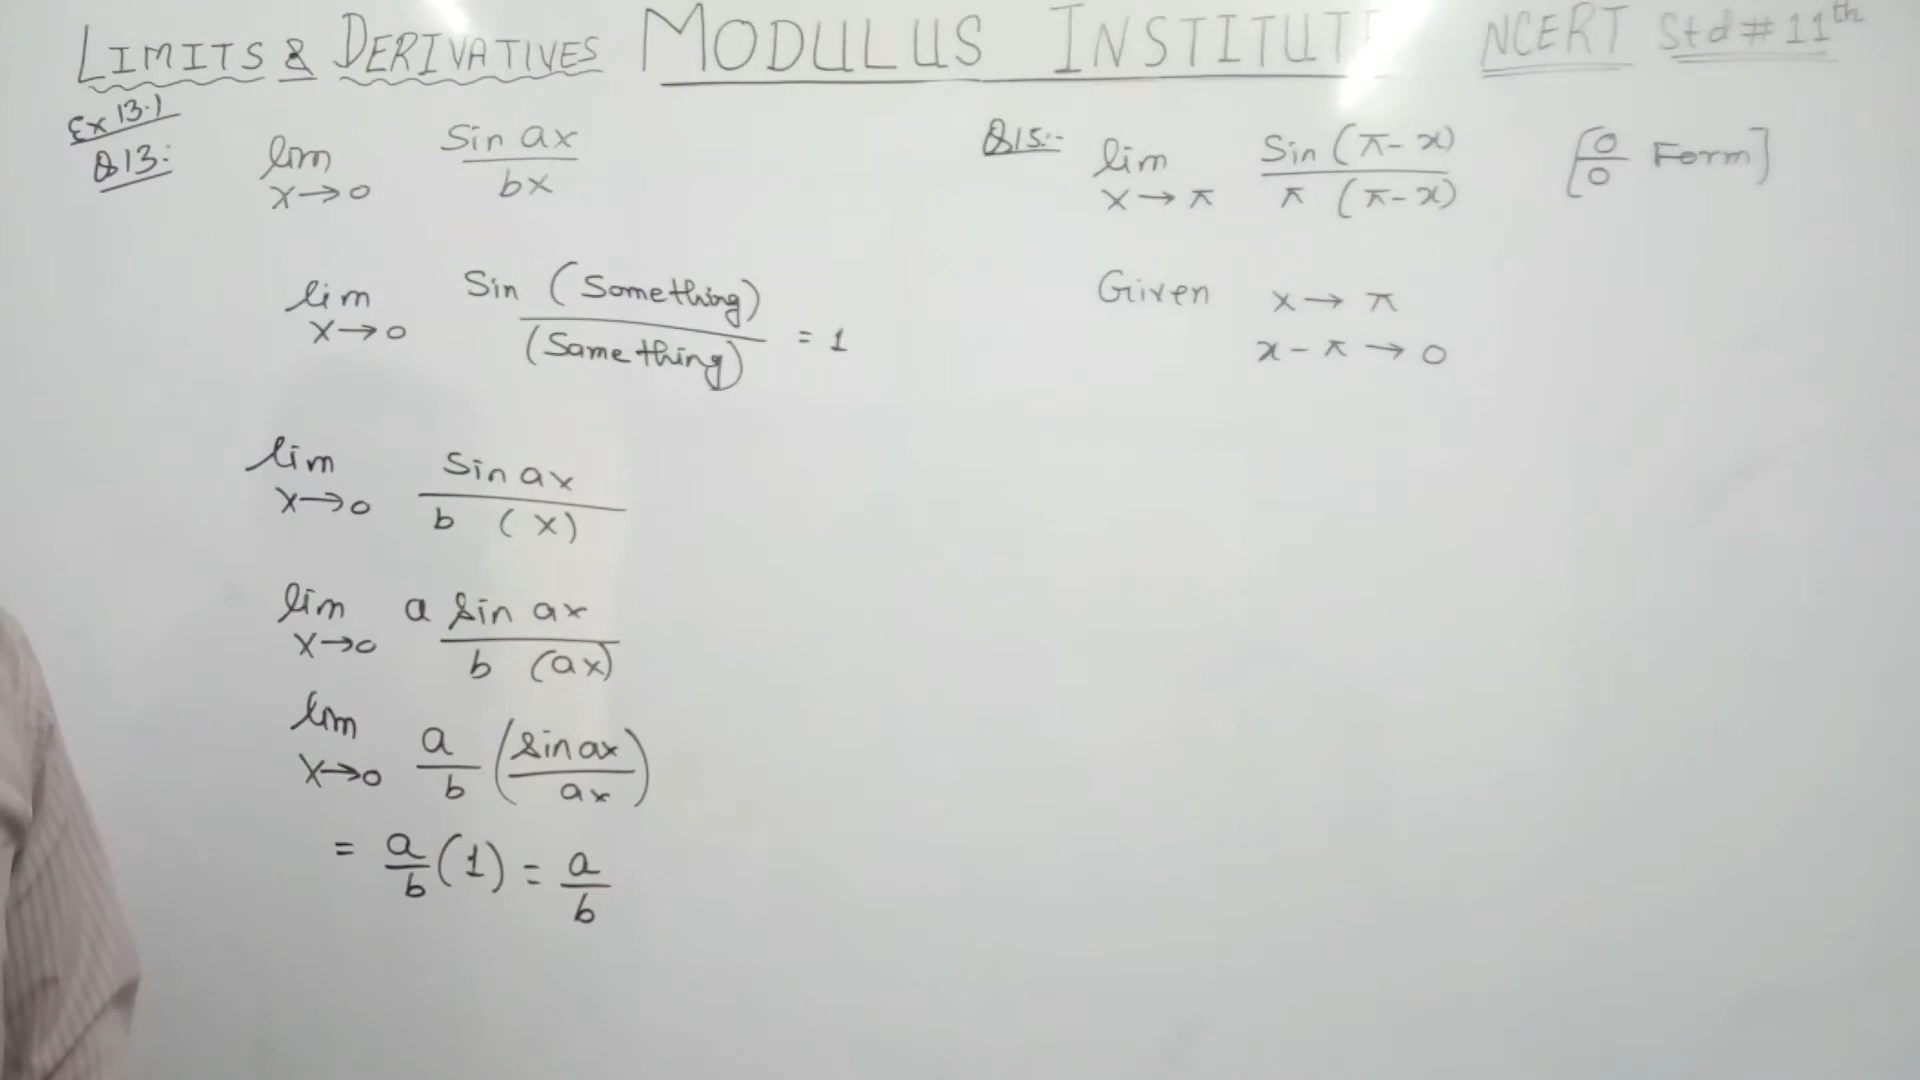 LIMITS & DERIVATIVES MODULUS INSTITUT NCERT Std # 11th
Ex 13.1
Q13:
lim x→0 Sin ax / bx
lim x→0 Sin (Something) / (Same thing) = 1
lim x→0 Sin ax / b (x)
lim x→0 a Sin ax / b (ax)
lim x→0 a/b (Sin ax / ax)
= a/b (1) = a/b
Q15:- lim x→π Sin (π-x) / π (π-x) [0/0 Form]
Given x→π
x-π→0